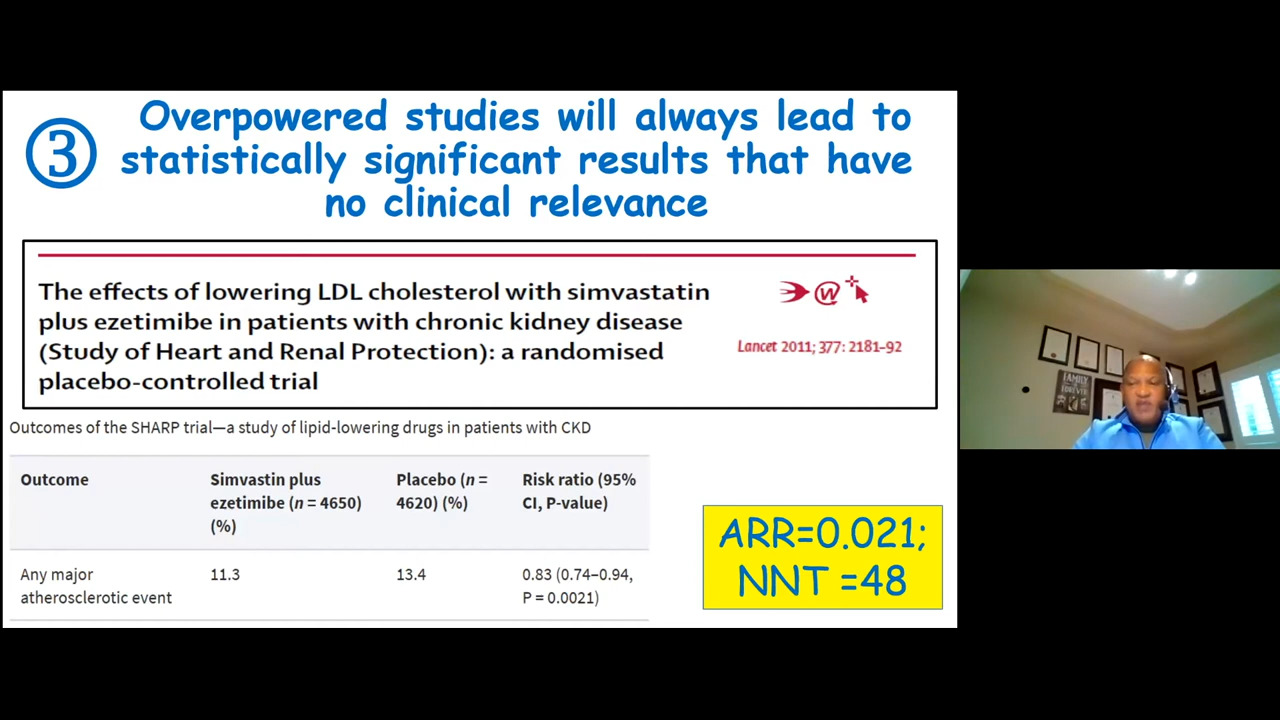 ③
Overpowered studies will always lead to
statistically significant results that have
no clinical relevance
The effects of lowering LDL cholesterol with simvastatin
plus ezetimibe in patients with chronic kidney disease
(Study of Heart and Renal Protection): a randomised
placebo-controlled trial
Lancet 2011; 377: 2181–92
Outcomes of the SHARP trial—a study of lipid-lowering drugs in patients with CKD
Outcome
Simvastin plus
ezetimibe (n = 4650)
(%)
Placebo (n =
4620) (%)
Risk ratio (95%
CI, P-value)
Any major
atherosclerotic event
11.3
13.4
0.83 (0.74–0.94,
P = 0.0021)
ARR=0.021;
NNT =48
FAMILY
FOREVER